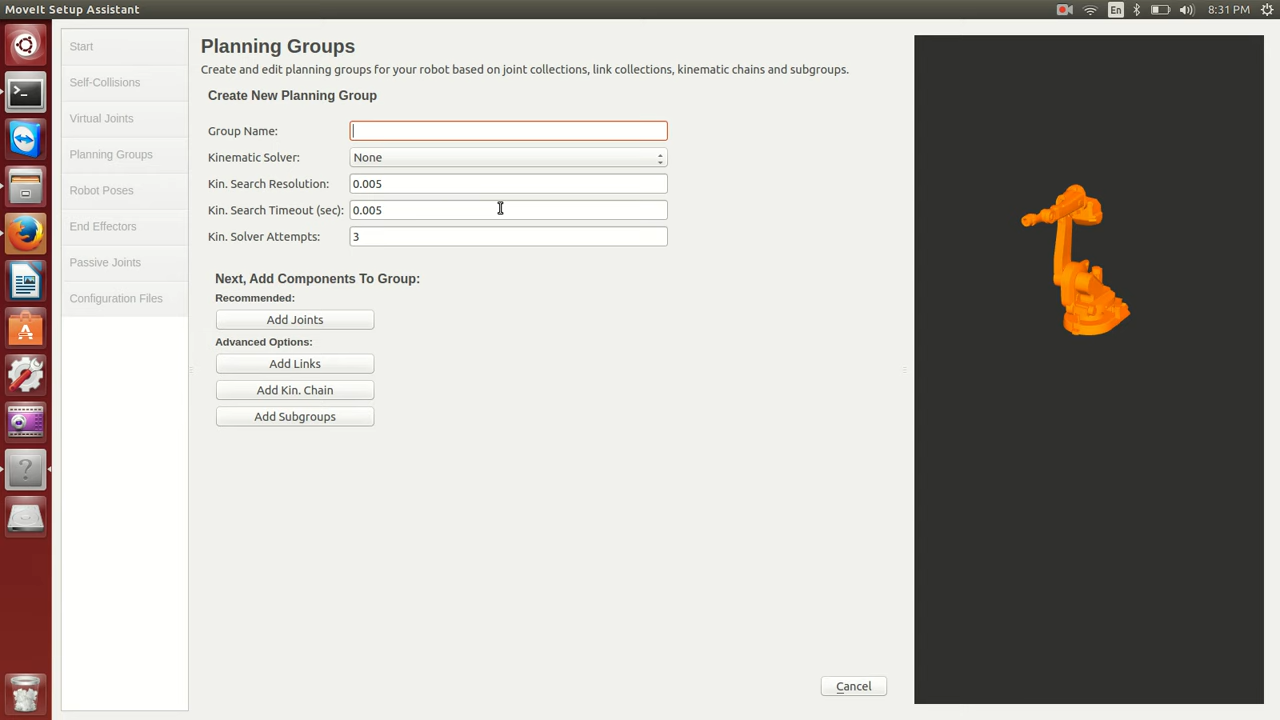 MoveIt Setup Assistant
En
8:31 PM
Start
Self-Collisions
Virtual Joints
Planning Groups
Robot Poses
End Effectors
Passive Joints
Configuration Files
Planning Groups
Create and edit planning groups for your robot based on joint collections, link collections, kinematic chains and subgroups.
Create New Planning Group
Group Name:
Kinematic Solver: None
Kin. Search Resolution: 0.005
Kin. Search Timeout (sec): 0.005
Kin. Solver Attempts: 3
Next, Add Components To Group:
Recommended:
Add Joints
Advanced Options:
Add Links
Add Kin. Chain
Add Subgroups
Cancel